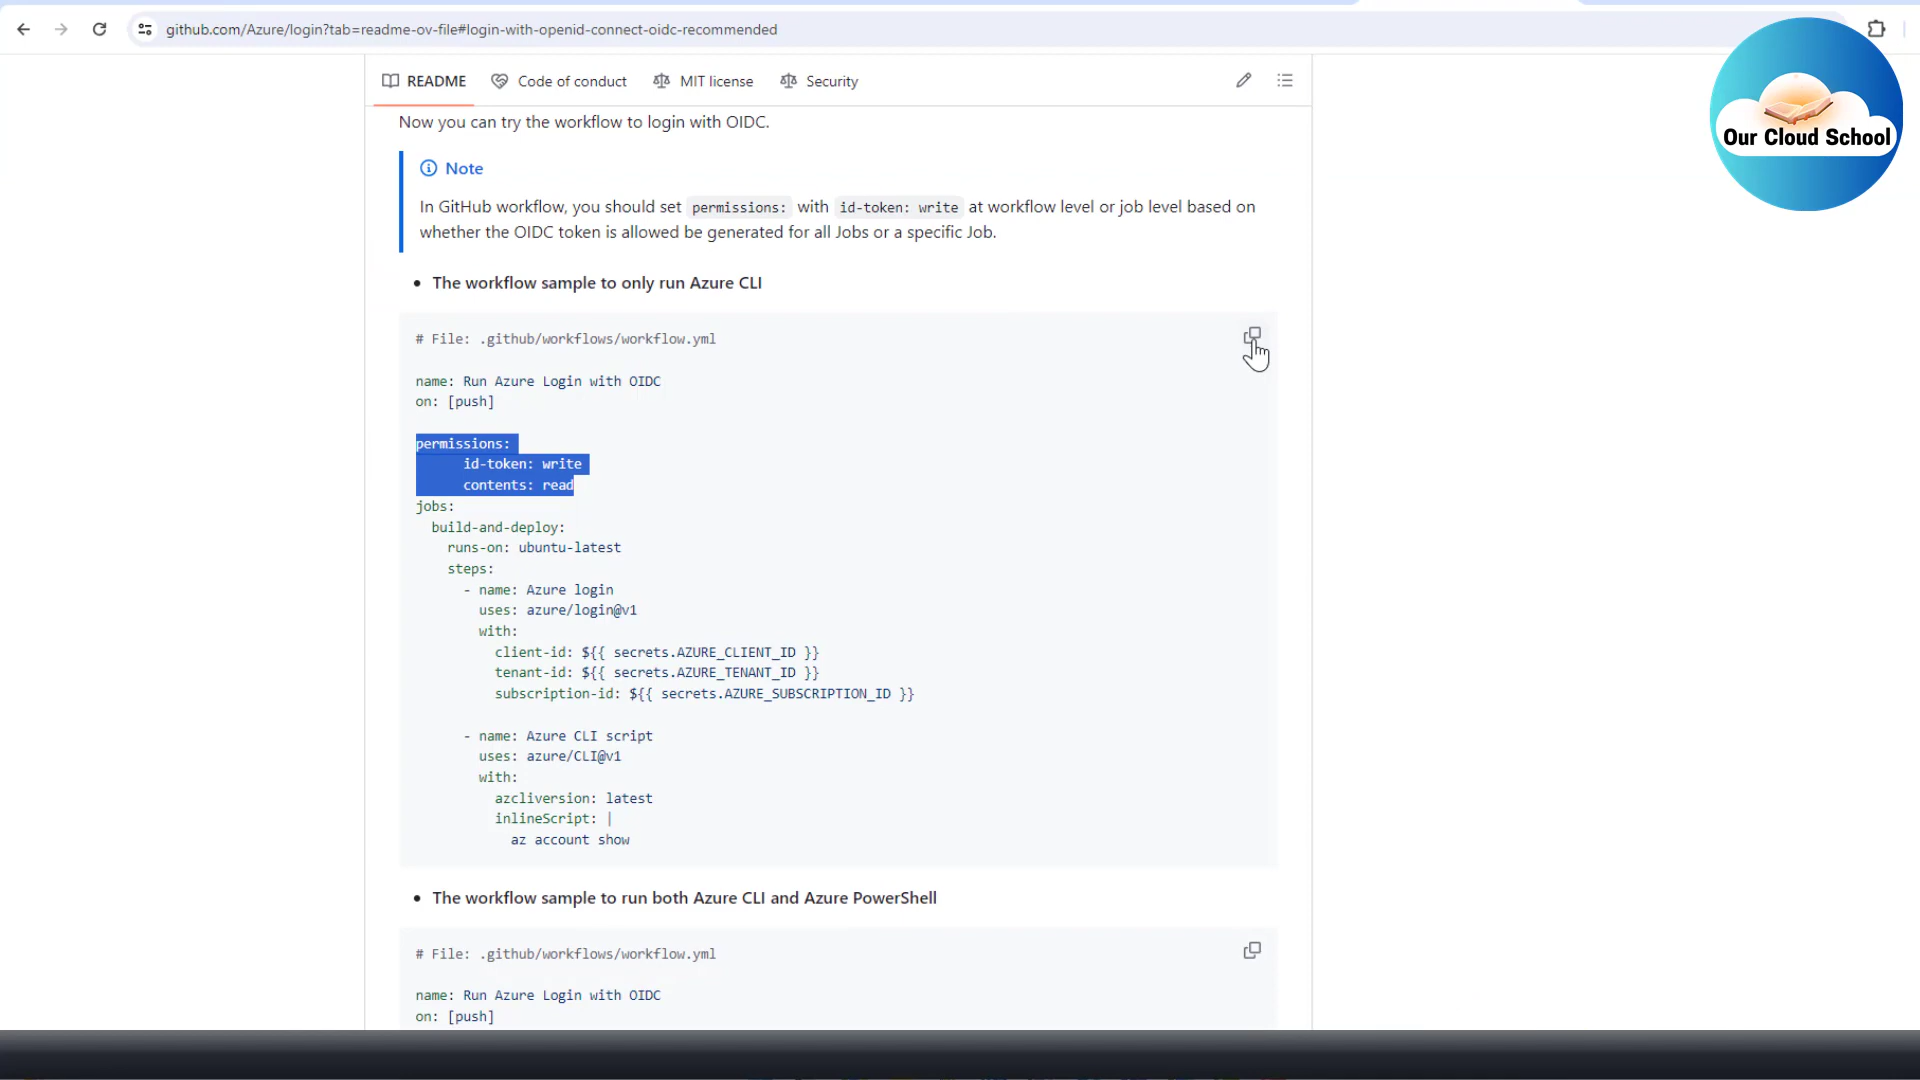 github.com/Azure/login?tab=readme-ov-file#login-with-openid-connect-oidc-recommended
README Code of conduct MIT license Security
Our Cloud School
Now you can try the workflow to login with OIDC.
Note
In GitHub workflow, you should set permissions: with id-token: write at workflow level or job level based on
whether the OIDC token is allowed be generated for all Jobs or a specific Job.
The workflow sample to only run Azure CLI
# File: .github/workflows/workflow.yml
name: Run Azure Login with OIDC
on: [push]
permissions:
id-token: write
contents: read
jobs:
build-and-deploy:
runs-on: ubuntu-latest
steps:
- name: Azure login
uses: azure/login@v1
with:
client-id: ${{ secrets.AZURE_CLIENT_ID }}
tenant-id: ${{ secrets.AZURE_TENANT_ID }}
subscription-id: ${{ secrets.AZURE_SUBSCRIPTION_ID }}
- name: Azure CLI script
uses: azure/CLI@v1
with:
azcliversion: latest
inlineScript: |
az account show
The workflow sample to run both Azure CLI and Azure PowerShell
# File: .github/workflows/workflow.yml
name: Run Azure Login with OIDC
on: [push]